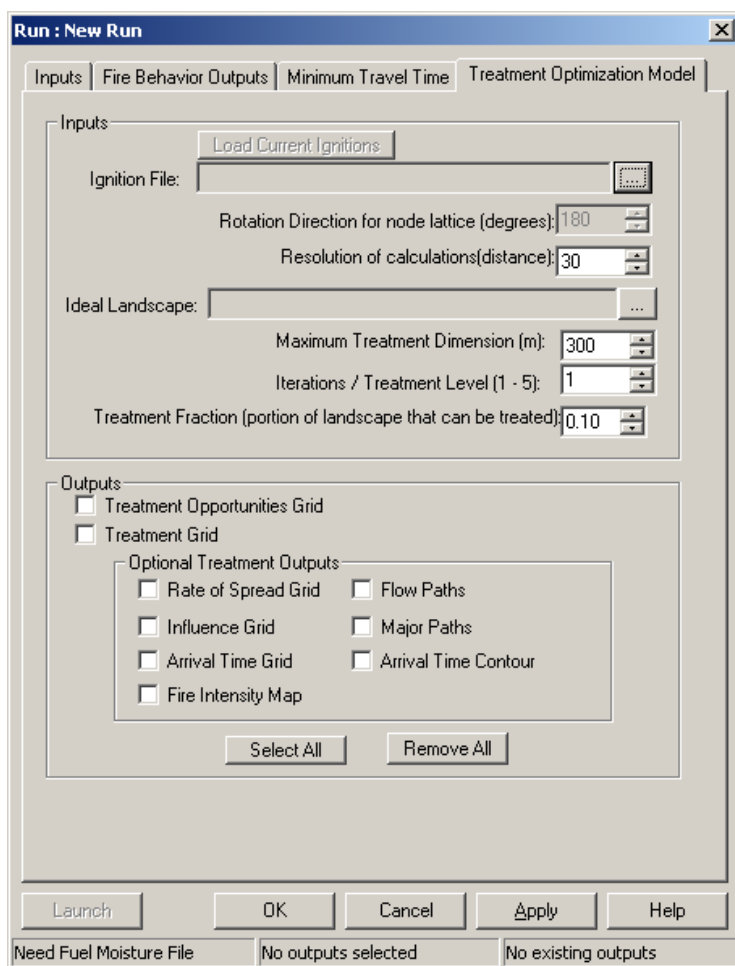 Run : New Run
Inputs
Fire Behavior Outputs
Minimum Travel Time
Treatment Optimization Model
Inputs
Load Current Ignitions
Ignition File:
...
Rotation Direction for node lattice (degrees):
180
Resolution of calculations(distance):
30
Ideal Landscape:
...
Maximum Treatment Dimension (m):
300
Iterations / Treatment Level (1 - 5):
1
Treatment Fraction (portion of landscape that can be treated):
0.10
Outputs
Treatment Opportunities Grid
Treatment Grid
Optional Treatment Outputs
Rate of Spread Grid
Flow Paths
Influence Grid
Major Paths
Arrival Time Grid
Arrival Time Contour
Fire Intensity Map
Select All
Remove All
Launch
OK
Cancel
Apply
Help
Need Fuel Moisture File
No outputs selected
No existing outputs